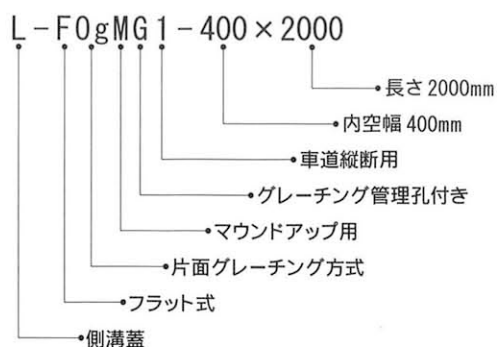 L-FOgMG1-400×2000
長さ2000mm
内空幅400mm
車道縦断用
グレーチング管理孔付き
マウンドアップ用
片面グレーチング方式
フラット式
側溝蓋